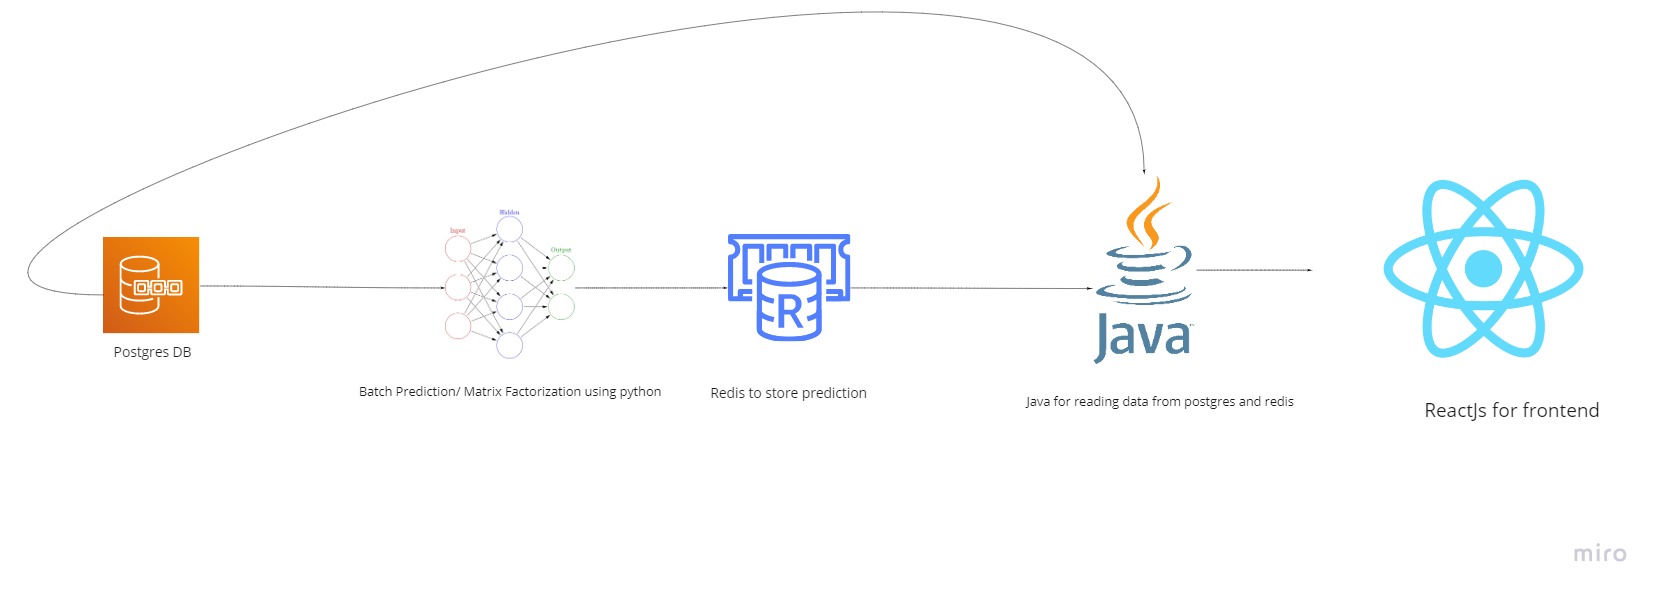 Hidden
Input
Output
R
Java
Postgres DB
Batch Prediction/ Matrix Factorization using python
Redis to store prediction
Java for reading data from postgres and redis
ReactJs for frontend
miro